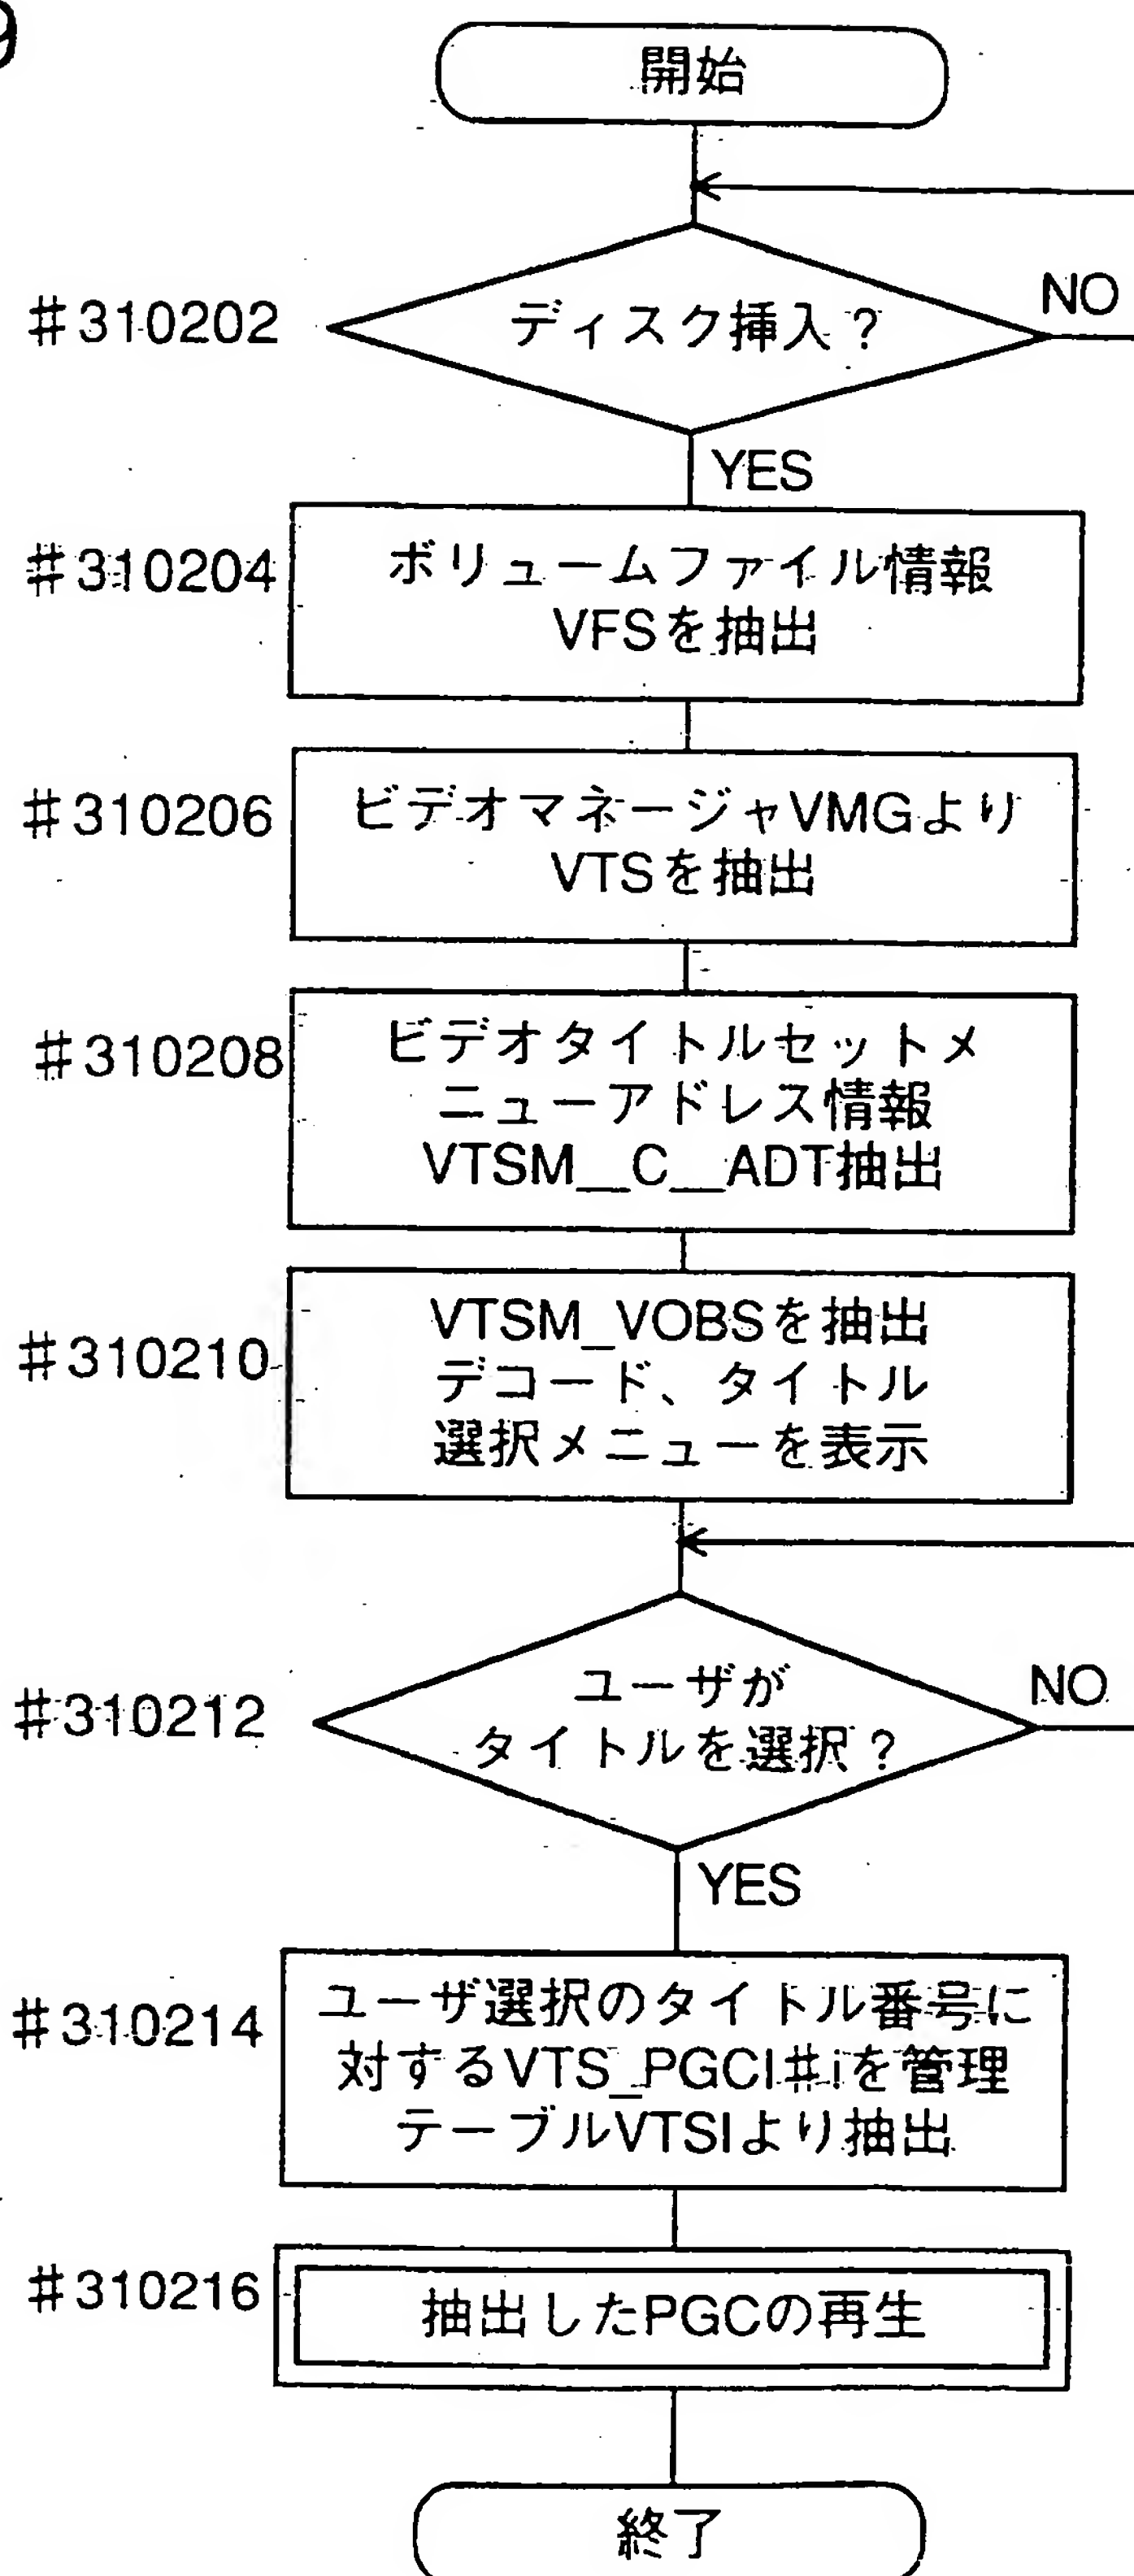 9
開始
ディスク挿入？
NO
#310202
YES
#310204
ボリュームファイル情報
VFSを抽出
#310206
ビデオマネージャVMGより
VTSを抽出
#310208
ビデオタイトルセットメ
ニューアドレス情報
VTSM__C__ADT抽出
#310210
VTSM_VOBSを抽出
デコード、タイトル
選択メニューを表示
#310212
ユーザが
タイトルを選択？
NO
YES
#310214
ユーザ選択のタイトル番号に
対するVTS_PGCI#iを管理
テーブルVTSIより抽出
#310216
抽出したPGCの再生
終了